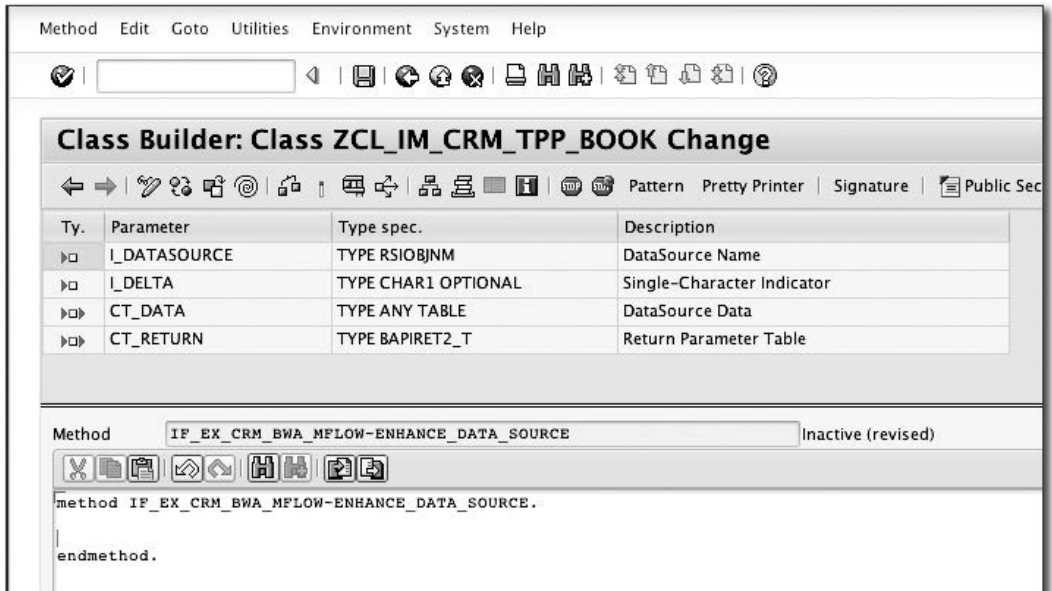 Method Edit Goto Utilities Environment System Help
Class Builder: Class ZCL_IM_CRM_TPP_BOOK Change
Pattern Pretty Printer Signature Public Sec
Ty. Parameter Type spec. Description
I_DATASOURCE TYPE RSIOBJNM DataSource Name
I_DELTA TYPE CHAR1 OPTIONAL Single-Character Indicator
CT_DATA TYPE ANY TABLE DataSource Data
CT_RETURN TYPE BAPIRET2_T Return Parameter Table
Method IF_EX_CRM_BWA_MFLOW~ENHANCE_DATA_SOURCE Inactive (revised)
method IF_EX_CRM_BWA_MFLOW~ENHANCE_DATA_SOURCE.
endmethod.